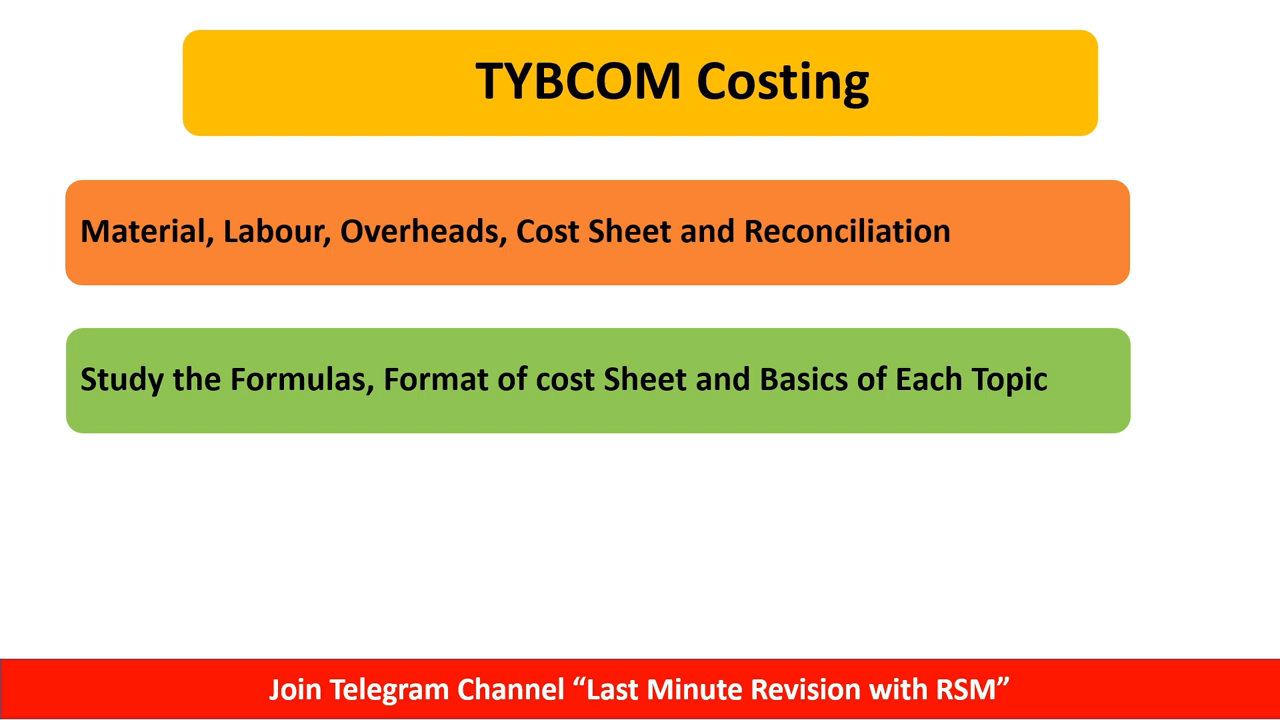 TYBCOM Costing
Material, Labour, Overheads, Cost Sheet and Reconciliation
Study the Formulas, Format of cost Sheet and Basics of Each Topic
Join Telegram Channel “Last Minute Revision with RSM”